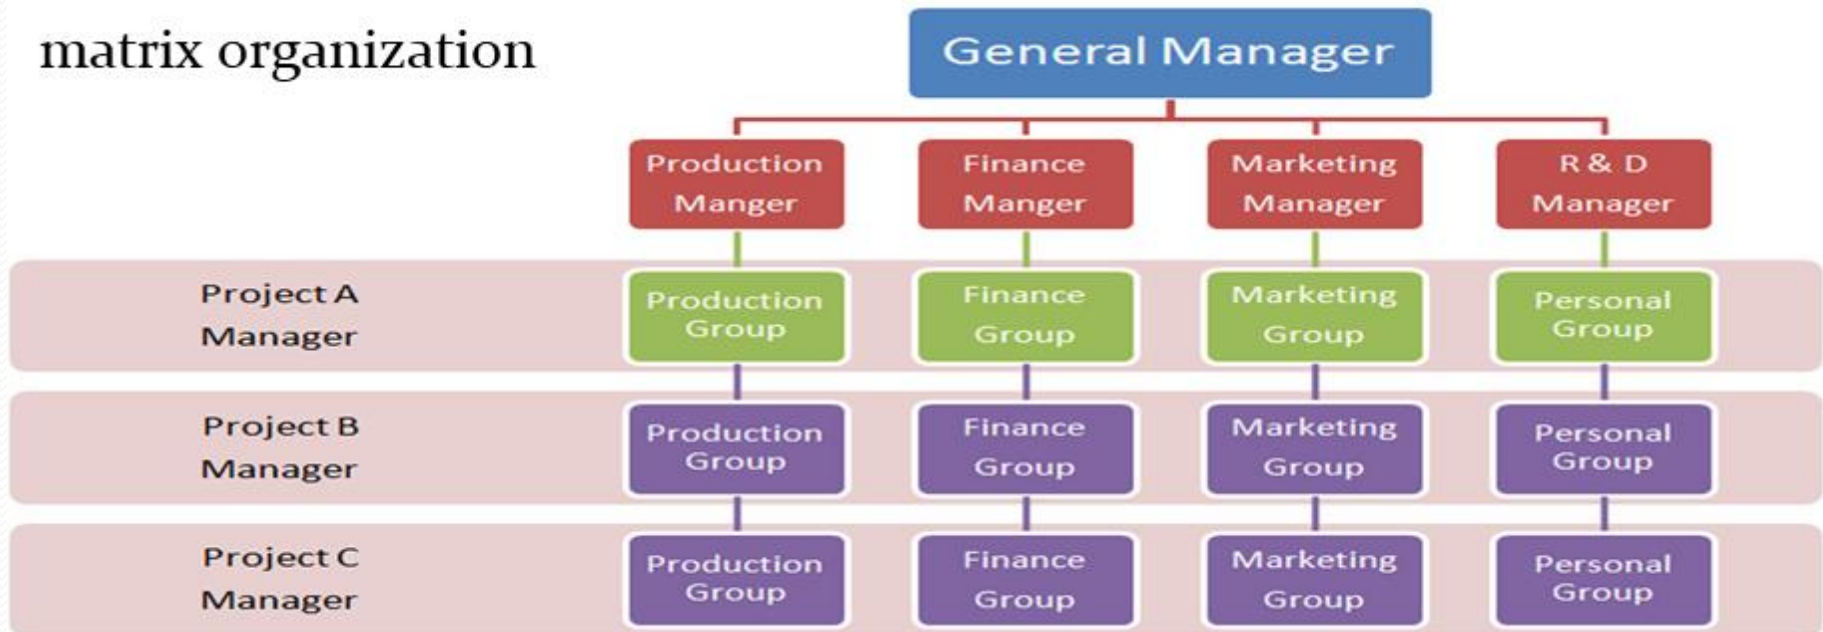 matrix organization
General Manager
Production
Manger
Finance
Manger
Marketing
Manager
R & D
Manager
Project A
Manager
Production
Group
Finance
Group
Marketing
Group
Personal
Group
Project B
Manager
Production
Group
Finance
Group
Marketing
Group
Personal
Group
Project C
Manager
Production
Group
Finance
Group
Marketing
Group
Personal
Group